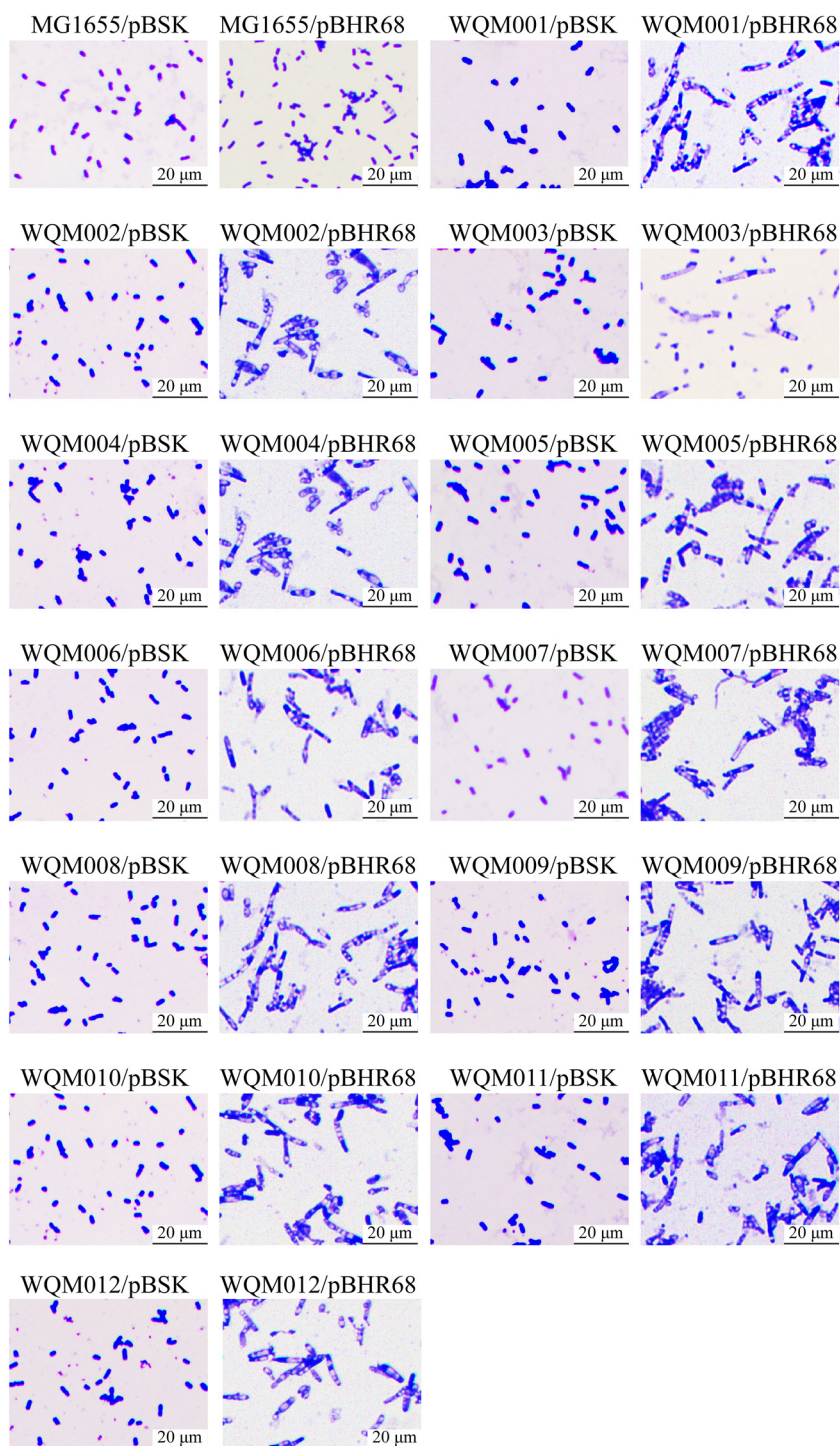 MG1655/pBSK MG1655/pBHR68 WQM001/pBSK WQM001/pBHR68
20 μm 20 μm 20 μm 20 μm
WQM002/pBSK WQM002/pBHR68 WQM003/pBSK WQM003/pBHR68
20 μm 20 μm 20 μm 20 μm
WQM004/pBSK WQM004/pBHR68 WQM005/pBSK WQM005/pBHR68
20 μm 20 μm 20 μm 20 μm
WQM006/pBSK WQM006/pBHR68 WQM007/pBSK WQM007/pBHR68
20 μm 20 μm 20 μm 20 μm
WQM008/pBSK WQM008/pBHR68 WQM009/pBSK WQM009/pBHR68
20 μm 20 μm 20 μm 20 μm
WQM010/pBSK WQM010/pBHR68 WQM011/pBSK WQM011/pBHR68
20 μm 20 μm 20 μm 20 μm
WQM012/pBSK WQM012/pBHR68
20 μm 20 μm